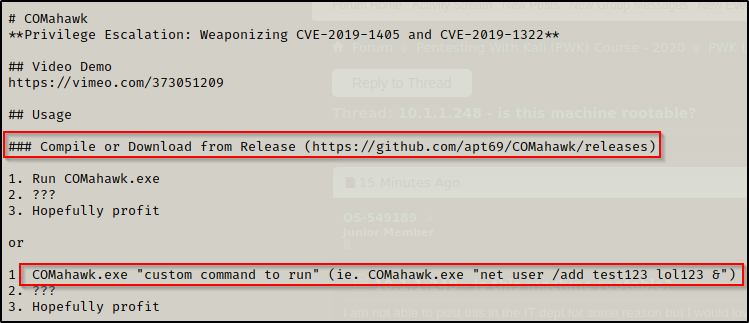 # COMahawk
**Privilege Escalation: Weaponizing CVE-2019-1405 and CVE-2019-1322**
## Video Demo
https://vimeo.com/373051209
## Usage
### Compile or Download from Release (https://github.com/apt69/COMahawk/releases)
1. Run COMahawk.exe
2. ???
3. Hopefully profit
or
1 COMahawk.exe "custom command to run" (ie. COMahawk.exe "net user /add test123 lol123 &")
2. ???
3. Hopefully profit
Forum
Pentesting With Kali (PWK) Course - 2020
PWK
Reply to Thread
Thread: 10.1.1.248 - is this machine rootable?
15 Minutes Ago
OS-549189
Junior Member
I am not able to post this in the IT dept for some reason but I would